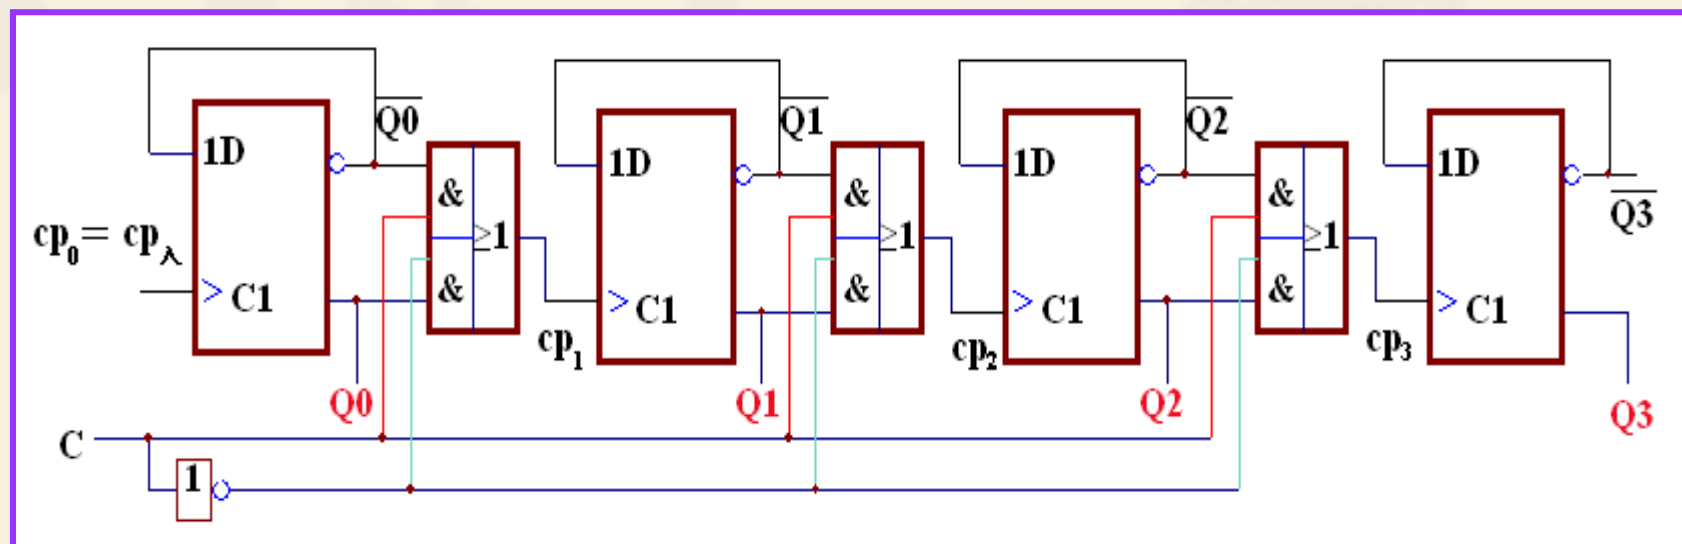 Q0 Q1 Q2
1D & 1D & 1D & 1D
Q3
cp0= cp入 ≥1 ≥1 ≥1
> C1 & > C1 & > C1 & > C1
cp1 cp2 cp3
Q0 Q1 Q2 Q3
C
1